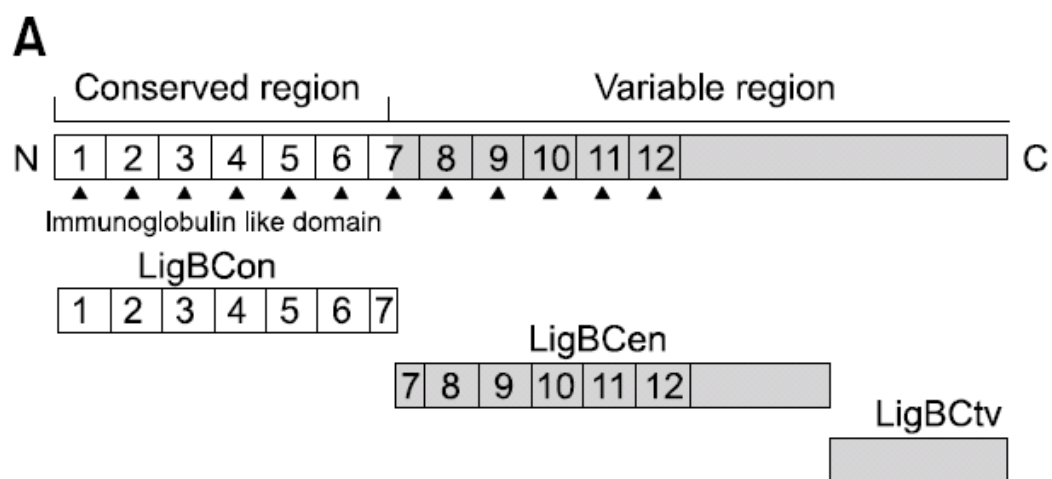 A
Conserved region Variable region
N 1 2 3 4 5 6 7 8 9 10 11 12 C
Immunoglobulin like domain
LigBCon
1 2 3 4 5 6 7
LigBCen
7 8 9 10 11 12
LigBCtv